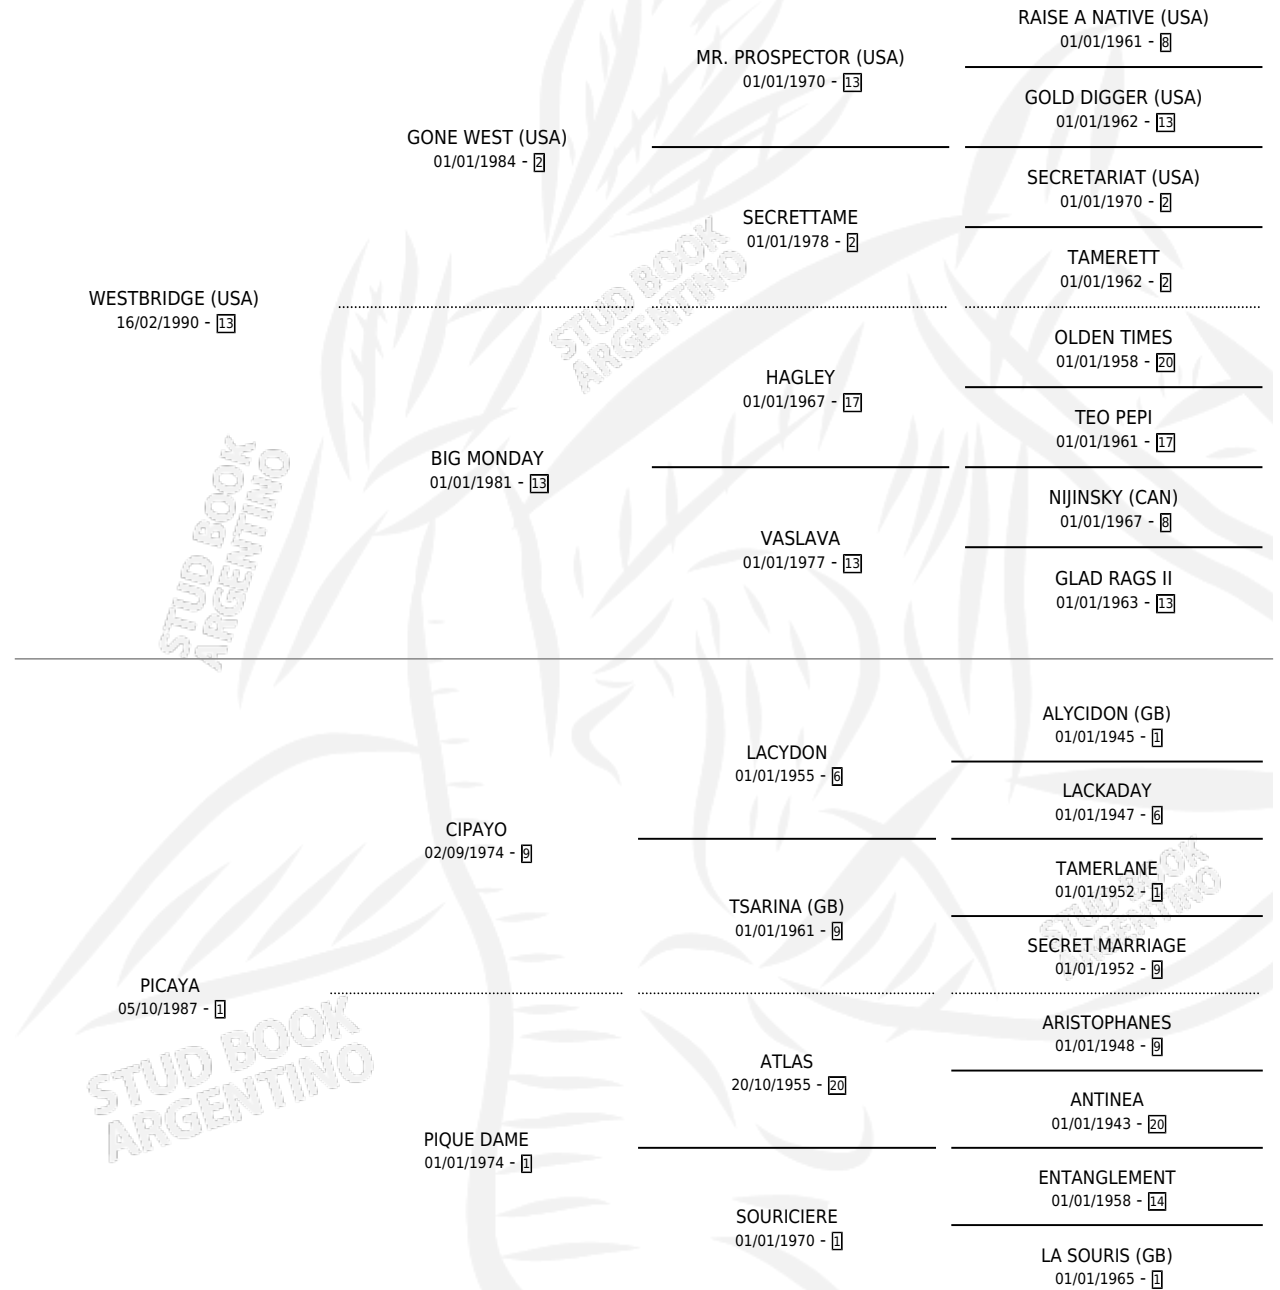 RAISE A NATIVE (USA)
01/01/1961 - 8
MR. PROSPECTOR (USA)
01/01/1970 - 13
GOLD DIGGER (USA)
01/01/1962 - 13
GONE WEST (USA)
01/01/1984 - 2
SECRETARIAT (USA)
01/01/1970 - 2
SECRETTAME
01/01/1978 - 2
TAMERETT
01/01/1962 - 2
WESTBRIDGE (USA)
16/02/1990 - 13
OLDEN TIMES
01/01/1958 - 20
HAGLEY
01/01/1967 - 17
TEO PEPI
01/01/1961 - 17
BIG MONDAY
01/01/1981 - 13
NIJINSKY (CAN)
01/01/1967 - 8
VASLAVA
01/01/1977 - 13
GLAD RAGS II
01/01/1963 - 13
ALYCIDON (GB)
01/01/1945 - 1
LACYDON
01/01/1955 - 6
LACKADAY
01/01/1947 - 6
CIPAYO
02/09/1974 - 9
TAMERLANE
01/01/1952 - 1
TSARINA (GB)
01/01/1961 - 9
SECRET MARRIAGE
01/01/1952 - 9
PICAYA
05/10/1987 - 1
ARISTOPHANES
01/01/1948 - 9
ATLAS
20/10/1955 - 20
ANTINEA
01/01/1943 - 20
PIQUE DAME
01/01/1974 - 1
ENTANGLEMENT
01/01/1958 - 14
SOURICIERE
01/01/1970 - 1
LA SOURIS (GB)
01/01/1965 - 1
STUD BOOK
ARGENTINO
STUD BOOK
ARGENTINO
STUD BOOK
ARGENTINO
STUD BOOK
ARGENTINO